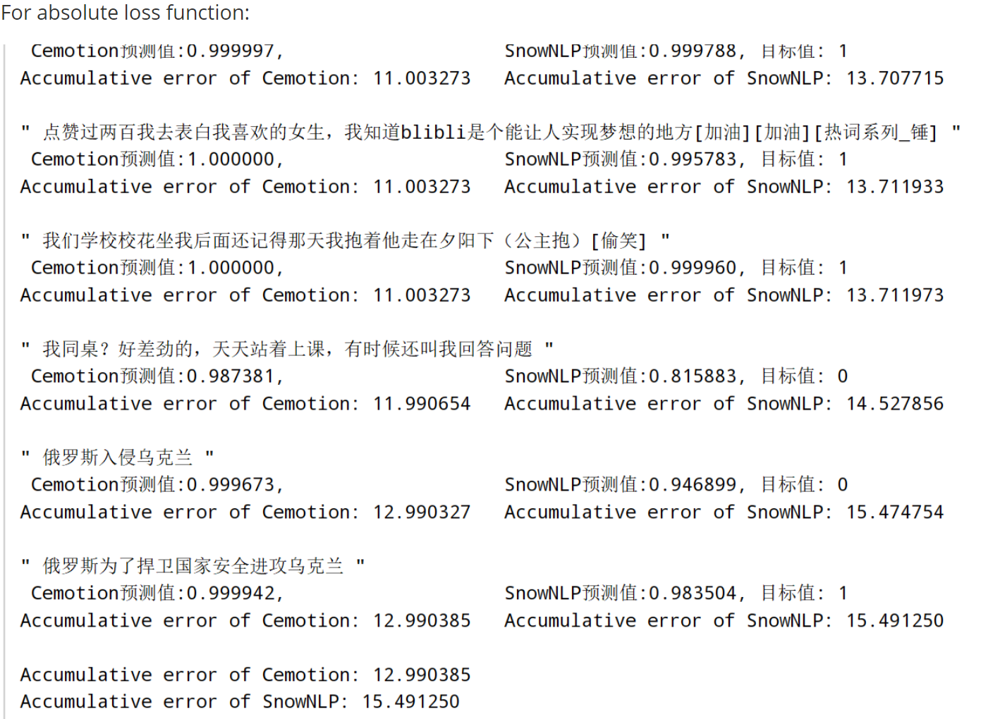 For absolute loss function:
Cemotion预测值:0.999997, SnowNLP预测值:0.999788, 目标值: 1
Accumulative error of Cemotion: 11.003273 Accumulative error of SnowNLP: 13.707715
" 点赞过两百我去表白我喜欢的女生，我知道blibli是个能让人实现梦想的地方[加油][加油][热词系列_锤] "
Cemotion预测值:1.000000, SnowNLP预测值:0.995783, 目标值: 1
Accumulative error of Cemotion: 11.003273 Accumulative error of SnowNLP: 13.711933
" 我们学校校花坐我后面还记得那天我抱着他走在夕阳下（公主抱）[偷笑] "
Cemotion预测值:1.000000, SnowNLP预测值:0.999960, 目标值: 1
Accumulative error of Cemotion: 11.003273 Accumulative error of SnowNLP: 13.711973
" 我同桌？好差劲的，天天站着上课，有时候还叫我回答问题 "
Cemotion预测值:0.987381, SnowNLP预测值:0.815883, 目标值: 0
Accumulative error of Cemotion: 11.990654 Accumulative error of SnowNLP: 14.527856
" 俄罗斯入侵乌克兰 "
Cemotion预测值:0.999673, SnowNLP预测值:0.946899, 目标值: 0
Accumulative error of Cemotion: 12.990327 Accumulative error of SnowNLP: 15.474754
" 俄罗斯为了捍卫国家安全进攻乌克兰 "
Cemotion预测值:0.999942, SnowNLP预测值:0.983504, 目标值: 1
Accumulative error of Cemotion: 12.990385 Accumulative error of SnowNLP: 15.491250
Accumulative error of Cemotion: 12.990385
Accumulative error of SnowNLP: 15.491250